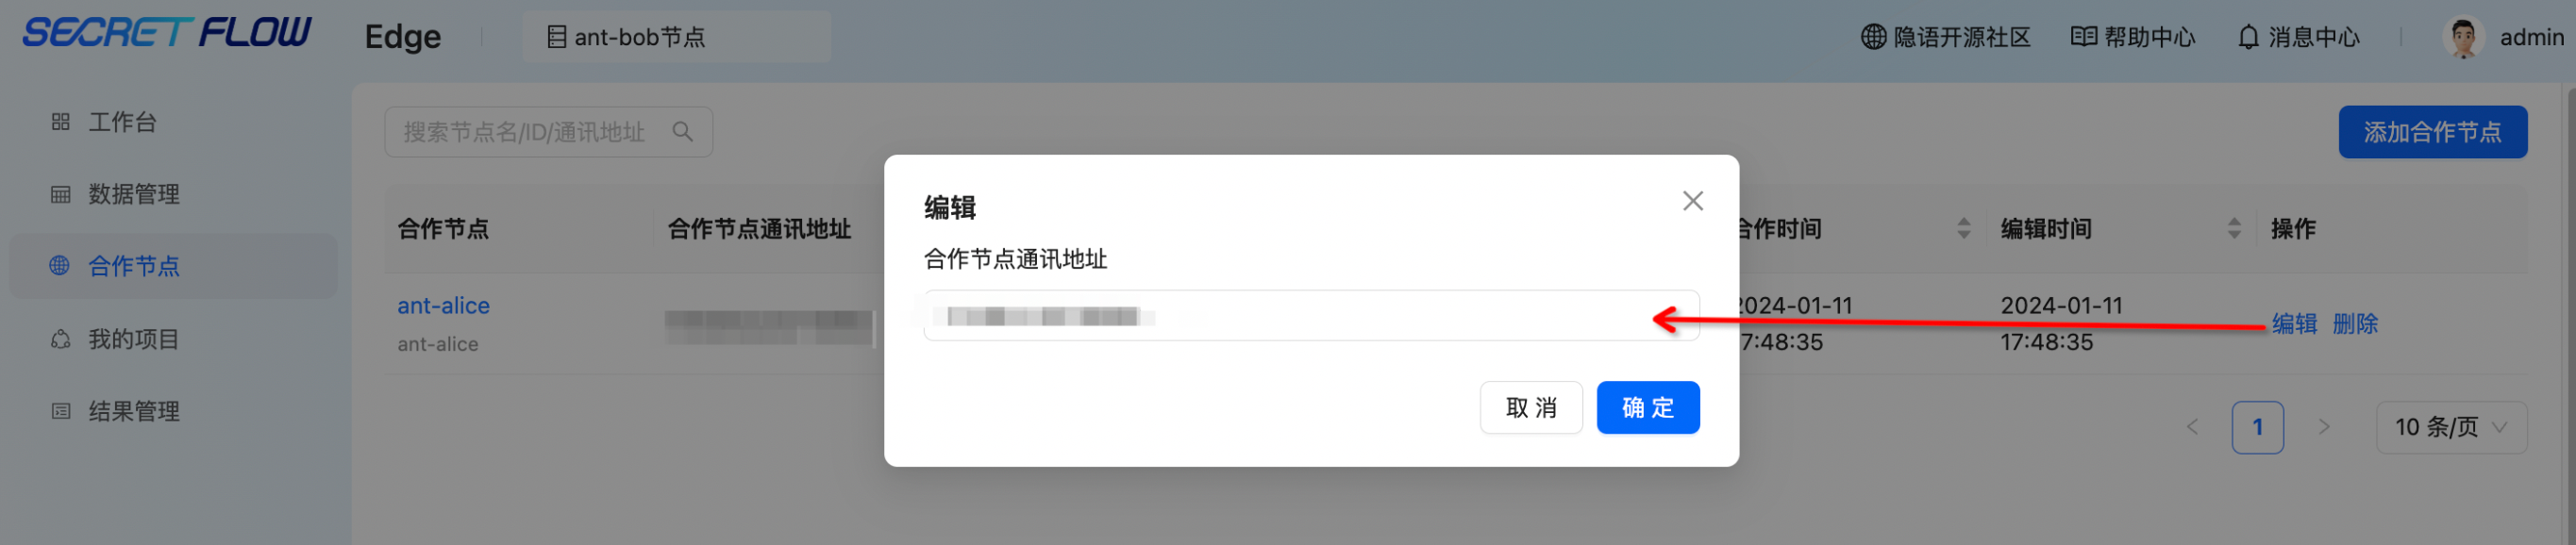 SECRET FLOW
Edge
ant-bob节点
隐语开源社区
帮助中心
消息中心
admin
工作台
数据管理
合作节点
我的项目
结果管理
搜索节点名/ID/通讯地址
添加合作节点
合作节点
合作节点通讯地址
合作时间
编辑时间
操作
ant-alice
ant-alice
2024-01-11
17:48:35
2024-01-11
17:48:35
编辑 删除
编辑
合作节点通讯地址
取 消
确 定
1
10 条/页